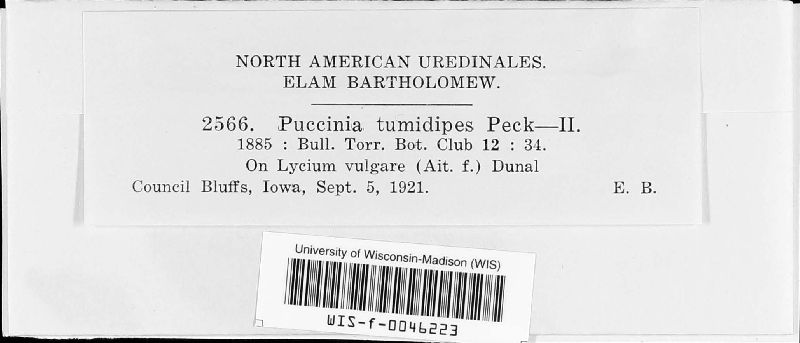 NORTH AMERICAN UREDINALES.
ELAM BARTHOLOMEW.
2566. Puccinia tumidipes Peck—II.
1885 : Bull. Torr. Bot. Club 12 : 34.
On Lycium vulgare (Ait. f.) Dunal
Council Bluffs, Iowa, Sept. 5, 1921. E. B.
University of Wisconsin-Madison (WIS)
WIS-f-0046223